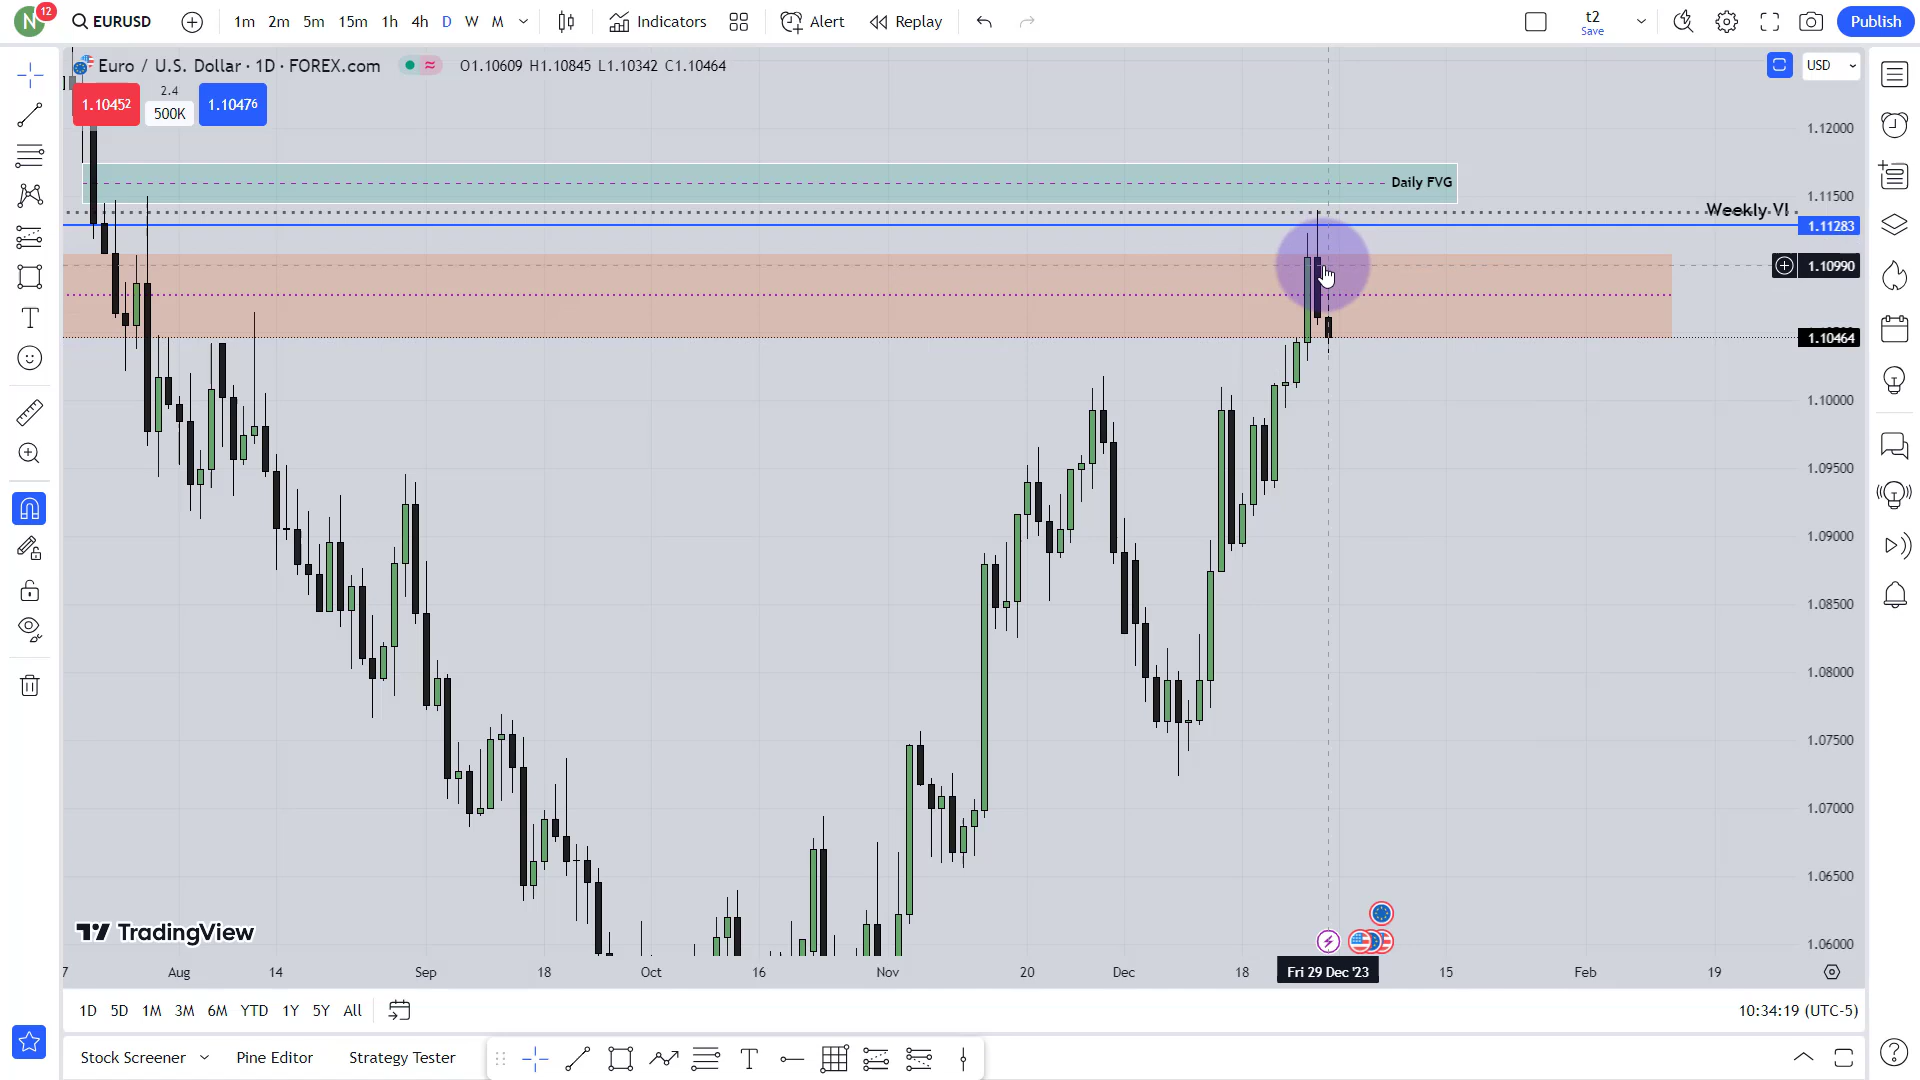 N 12 EURUSD 1m 2m 5m 15m 1h 4h D W M Indicators Alert Replay t2 Save Publish
Euro / U.S. Dollar · 1D · FOREX.com O1.10609 H1.10845 L1.10342 C1.10464 USD
1.10452 2.4 500K 1.10476
1.12000
Daily FVG
1.11500
Weekly VI
1.11283
1.10990
1.10464
1.10000
1.09500
1.09000
1.08500
1.08000
1.07500
1.07000
1.06500
TradingView
1.06000
7 Aug 14 Sep 18 Oct 16 Nov 20 Dec 18 Fri 29 Dec '23 15 Feb 19
1D 5D 1M 3M 6M YTD 1Y 5Y All 10:34:19 (UTC-5)
Stock Screener Pine Editor Strategy Tester